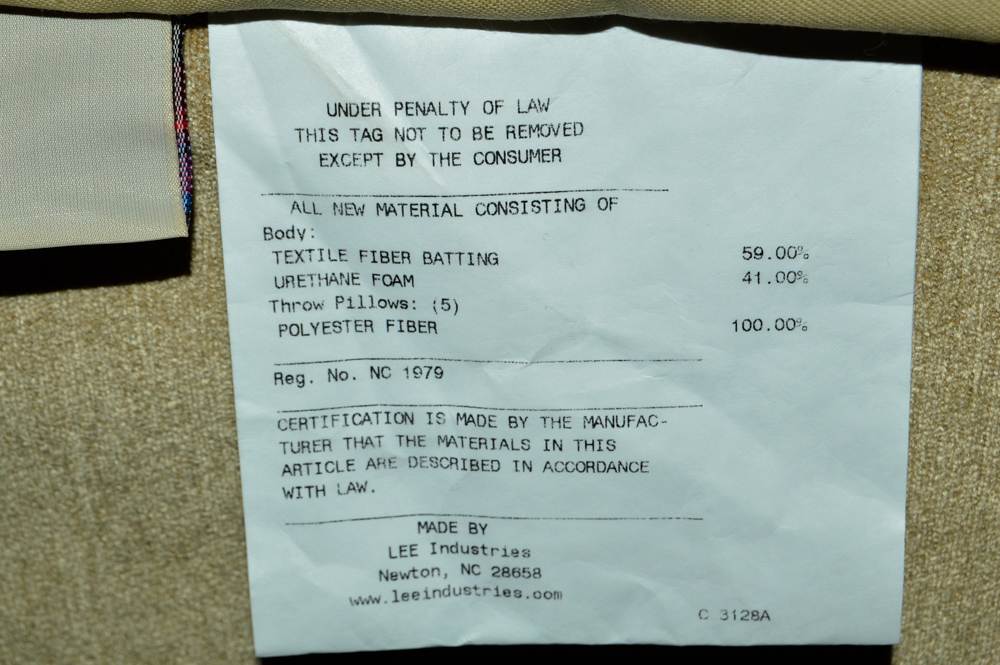 UNDER PENALTY OF LAW
THIS TAG NOT TO BE REMOVED
EXCEPT BY THE CONSUMER
ALL NEW MATERIAL CONSISTING OF
Body:
TEXTILE FIBER BATTING 59.00%
URETHANE FOAM 41.00%
Throw Pillows: (5)
POLYESTER FIBER 100.00%
Reg. No. NC 1979
CERTIFICATION IS MADE BY THE MANUFAC-
TURER THAT THE MATERIALS IN THIS
ARTICLE ARE DESCRIBED IN ACCORDANCE
WITH LAW.
MADE BY
LEE Industries
Newton, NC 28658
www.leeindustries.com
C 3128A